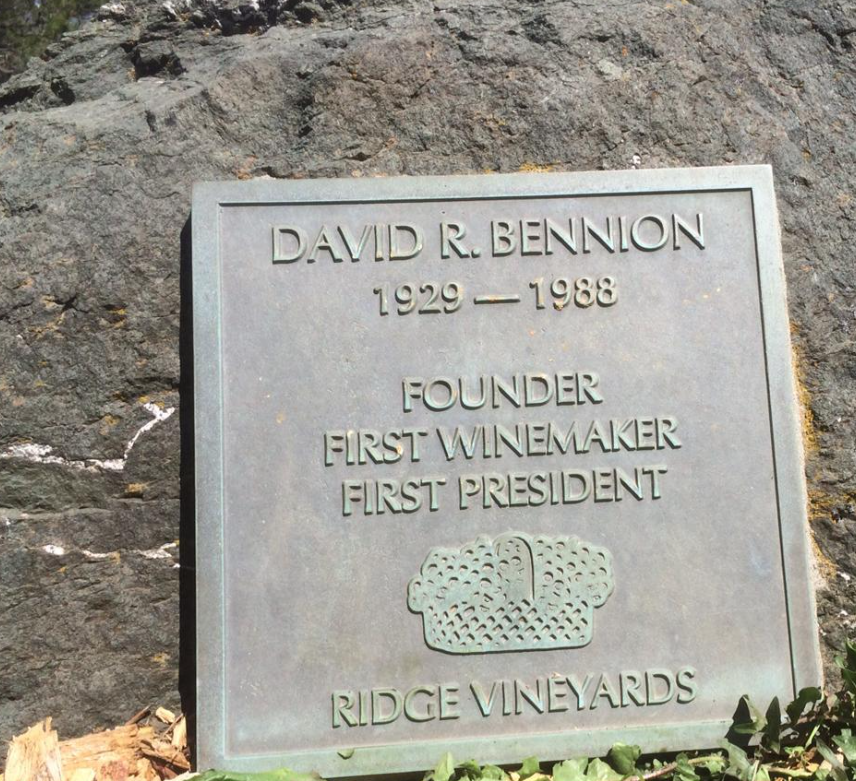 DAVID R. BENNION
1929 — 1988
FOUNDER
FIRST WINEMAKER
FIRST PRESIDENT
RIDGE VINEYARDS